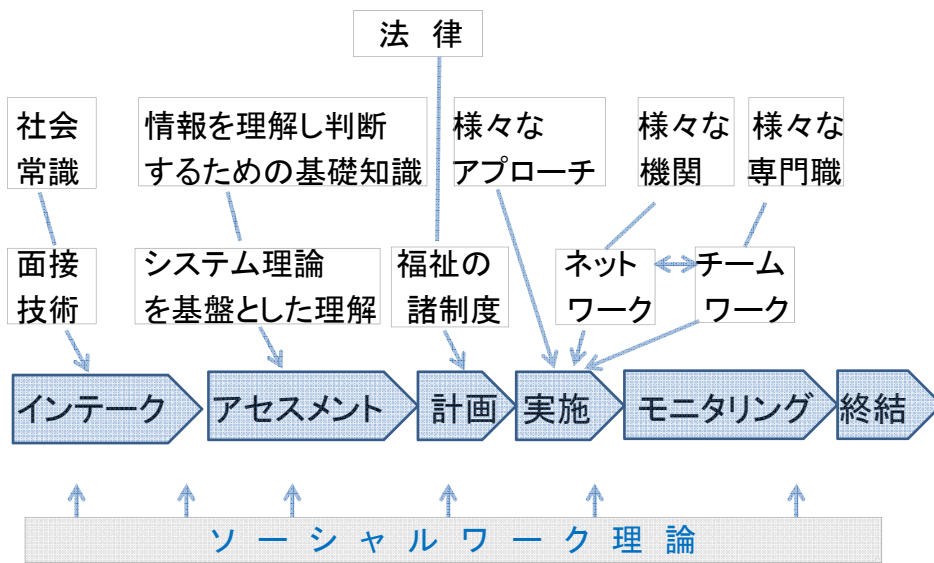 法 律
社会
常識
情報を理解し判断
するための基礎知識
様々な
アプローチ
様々な
機関
様々な
専門職
面接
技術
システム理論
を基盤とした理解
福祉の
諸制度
ネット
ワーク
チーム
ワーク
インテーク
アセスメント
計画
実施
モニタリング
終結
ソ ー シ ャ ル ワ ー ク 理 論